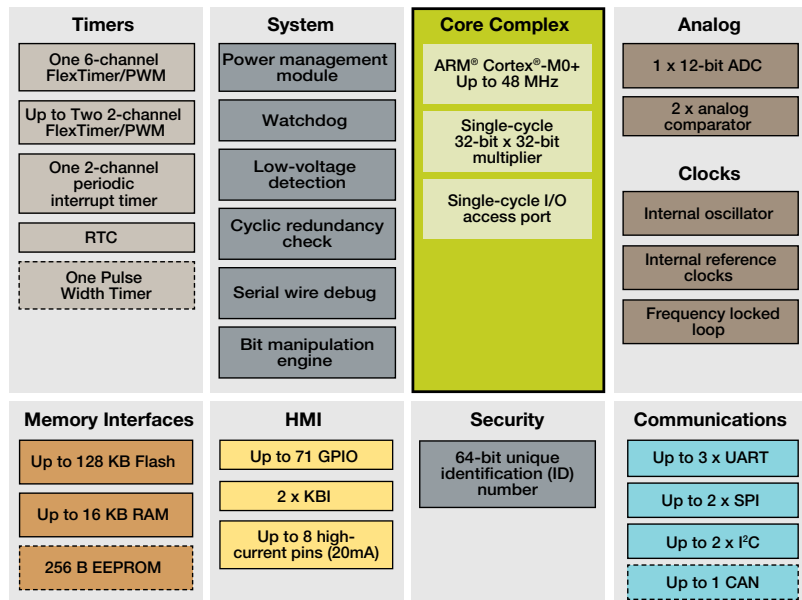 Timers
One 6-channel
FlexTimer/PWM
Up to Two 2-channel
FlexTimer/PWM
One 2-channel
periodic
interrupt timer
RTC
One Pulse
Width Timer
System
Power management
module
Watchdog
Low-voltage
detection
Cyclic redundancy
check
Serial wire debug
Bit manipulation
engine
Core Complex
ARM® Cortex®-M0+
Up to 48 MHz
Single-cycle
32-bit x 32-bit
multiplier
Single-cycle I/O
access port
Analog
1 x 12-bit ADC
2 x analog
comparator
Clocks
Internal oscillator
Internal reference
clocks
Frequency locked
loop
Memory Interfaces
Up to 128 KB Flash
Up to 16 KB RAM
256 B EEPROM
HMI
Up to 71 GPIO
2 x KBI
Up to 8 high-
current pins (20mA)
Security
64-bit unique
identification (ID)
number
Communications
Up to 3 x UART
Up to 2 x SPI
Up to 2 x I²C
Up to 1 CAN